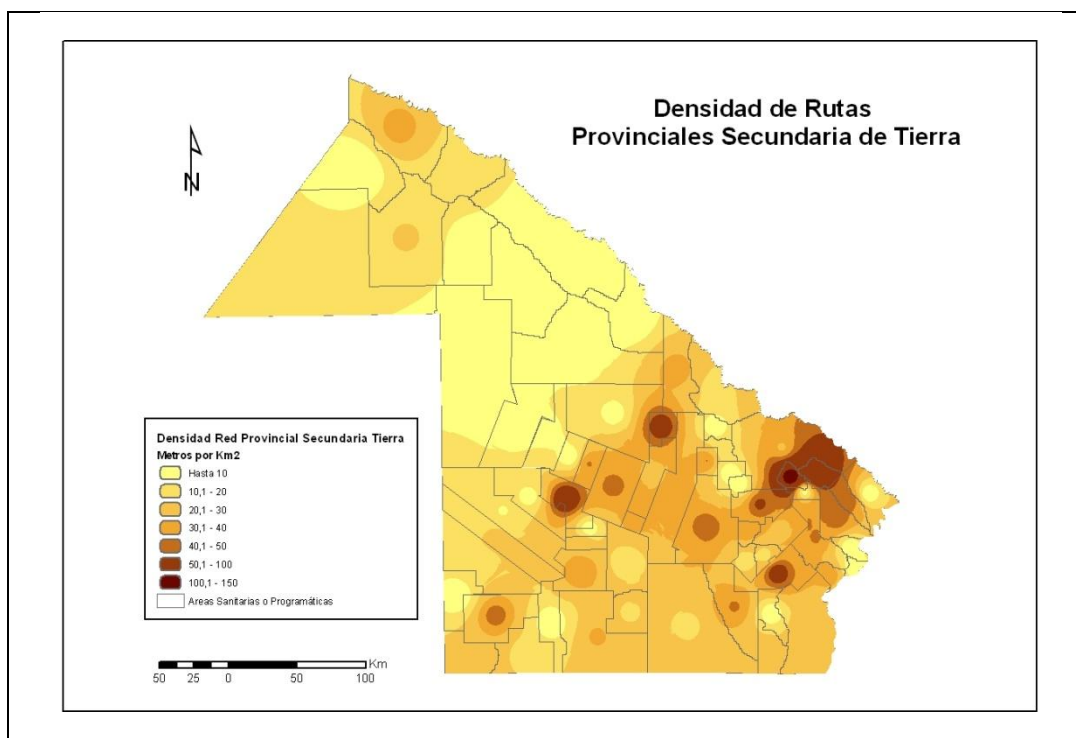 Densidad de Rutas
Provinciales Secundaria de Tierra
N
Densidad Red Provincial Secundaria Tierra
Metros por Km2
Hasta 10
10,1 - 20
20,1 - 30
30,1 - 40
40,1 - 50
50,1 - 100
100,1 - 150
Areas Sanitarias o Programáticas
Km
50 25 0 50 100